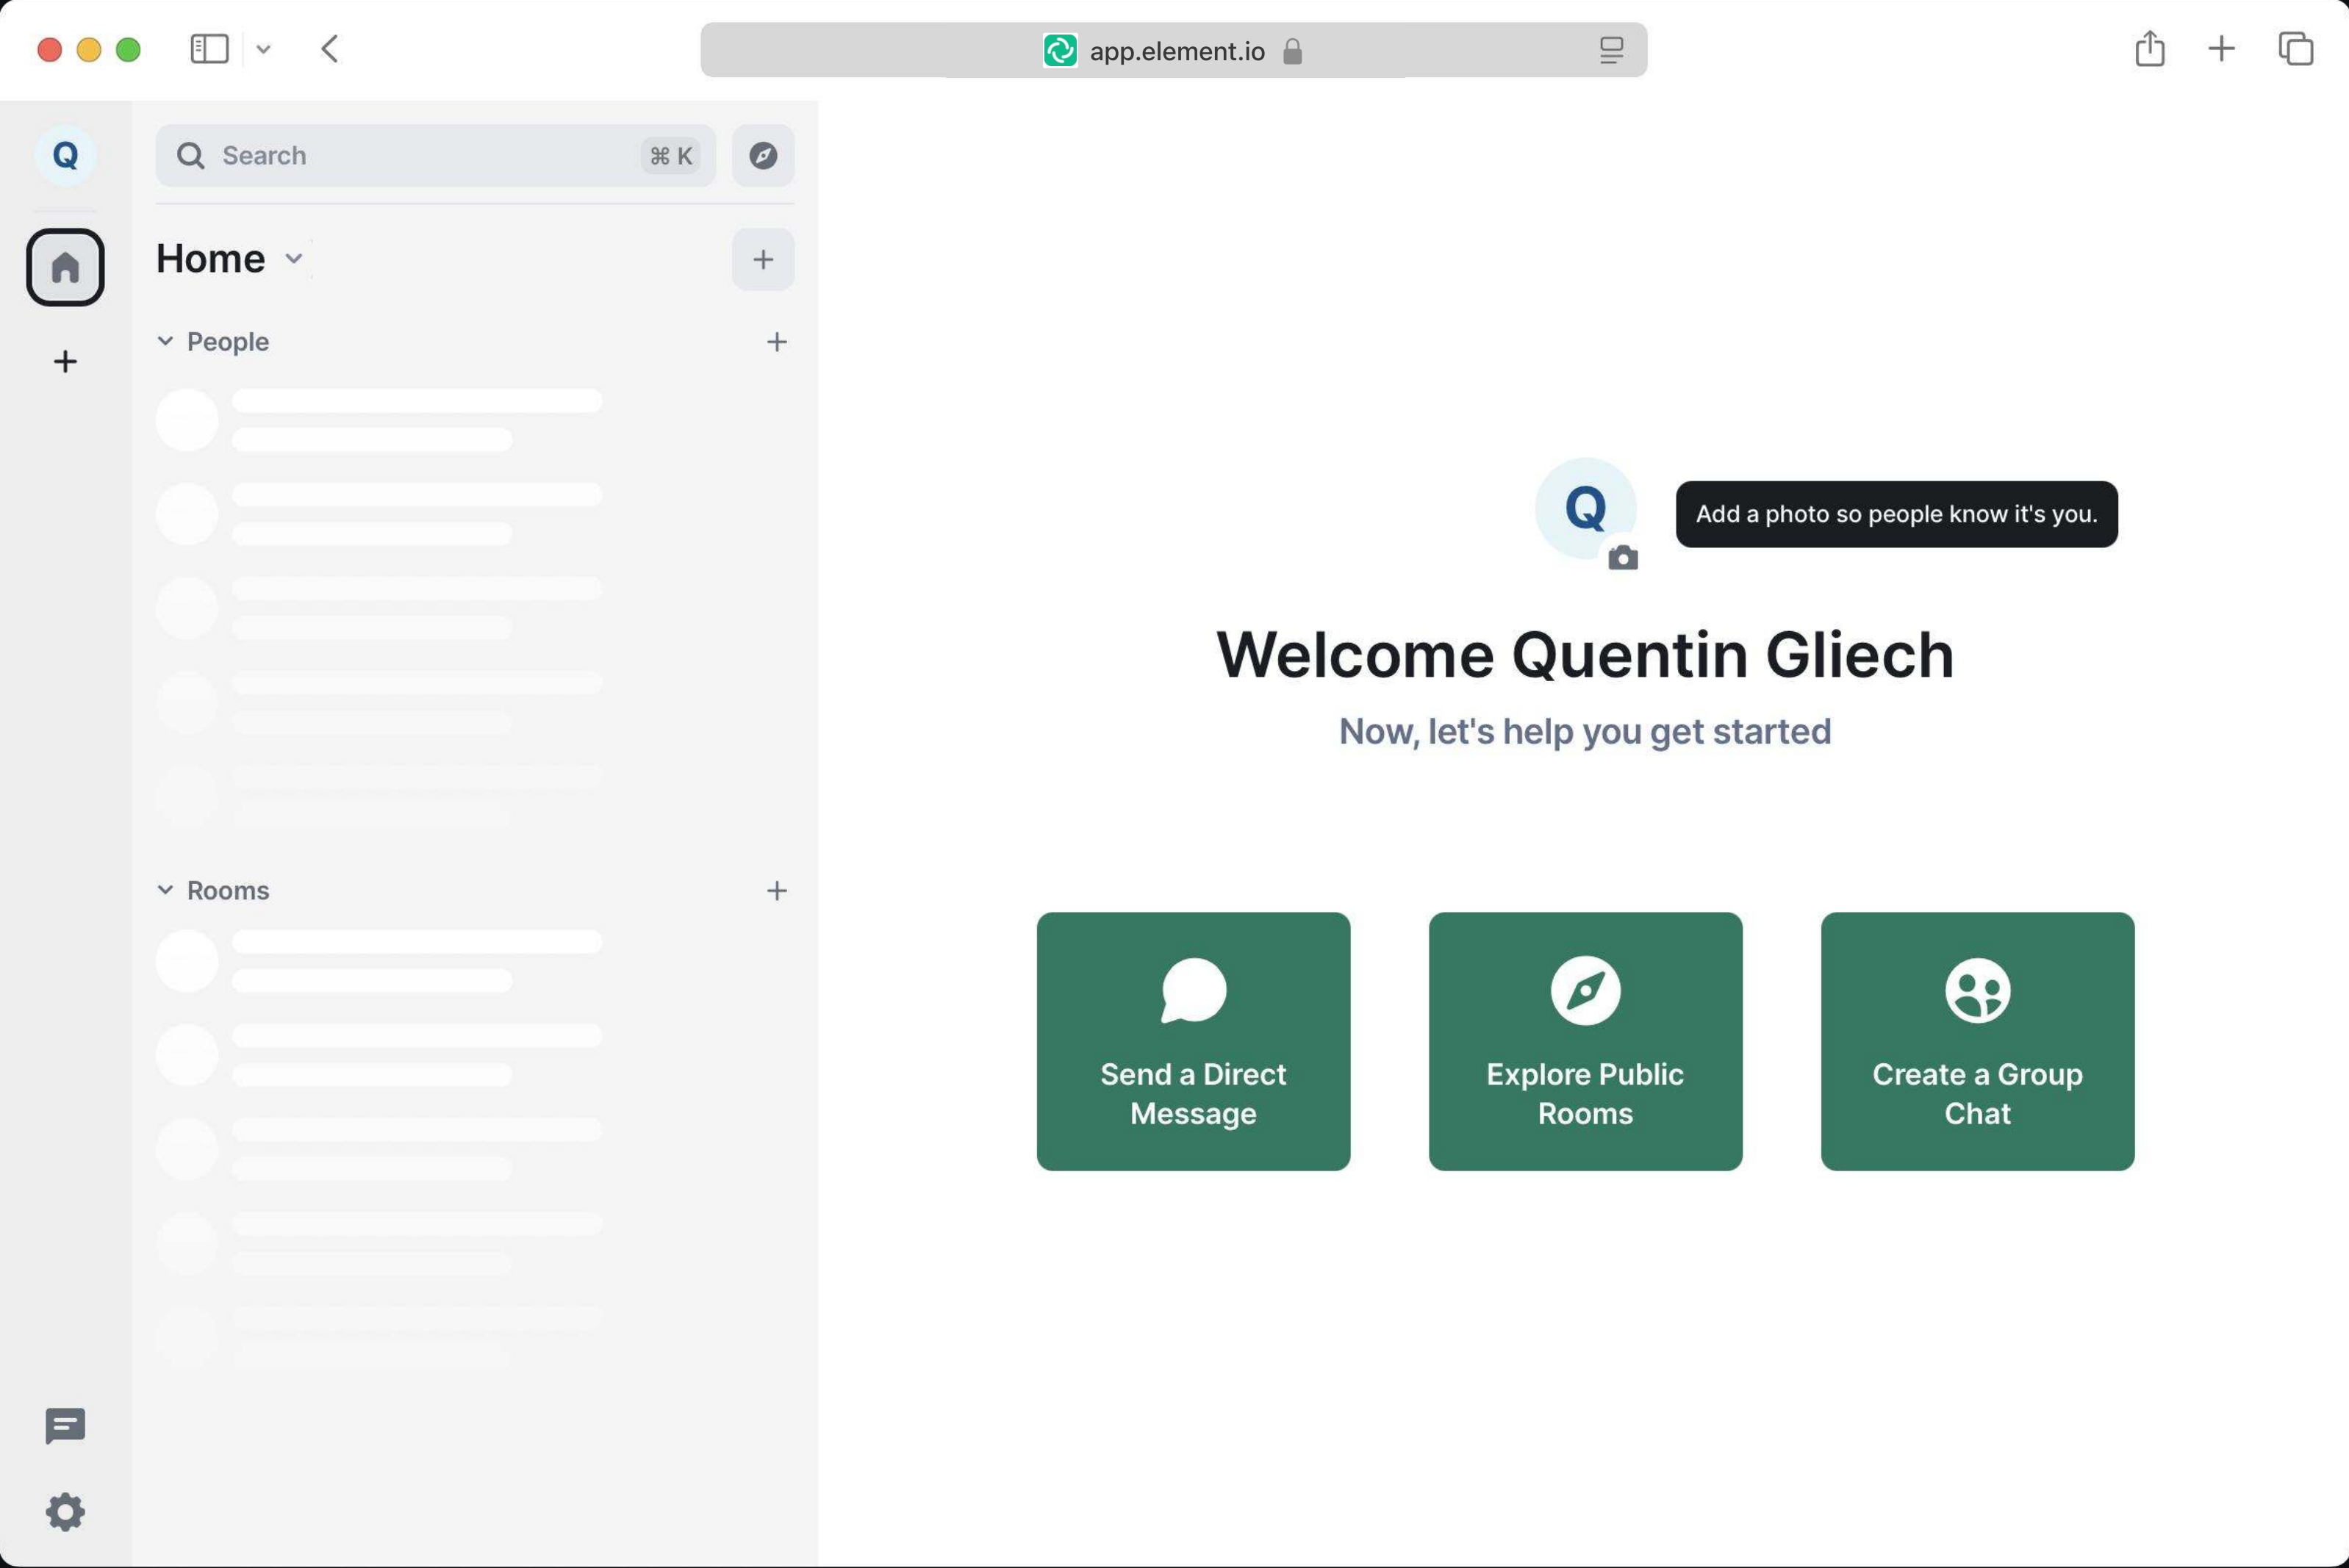 app.element.io
Q
Search
⌘ K
Home
People
Rooms
Q
Add a photo so people know it's you.
Welcome Quentin Gliech
Now, let's help you get started
Send a Direct
Message
Explore Public
Rooms
Create a Group
Chat